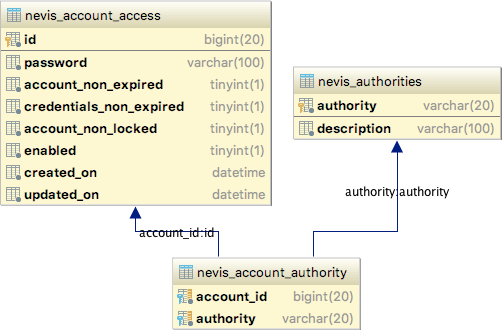 nevis_account_access
id bigint(20)
password varchar(100)
account_non_expired tinyint(1)
credentials_non_expired tinyint(1)
account_non_locked tinyint(1)
enabled tinyint(1)
created_on datetime
updated_on datetime
nevis_authorities
authority varchar(20)
description varchar(100)
account_id:id
authority:authority
nevis_account_authority
account_id bigint(20)
authority varchar(20)